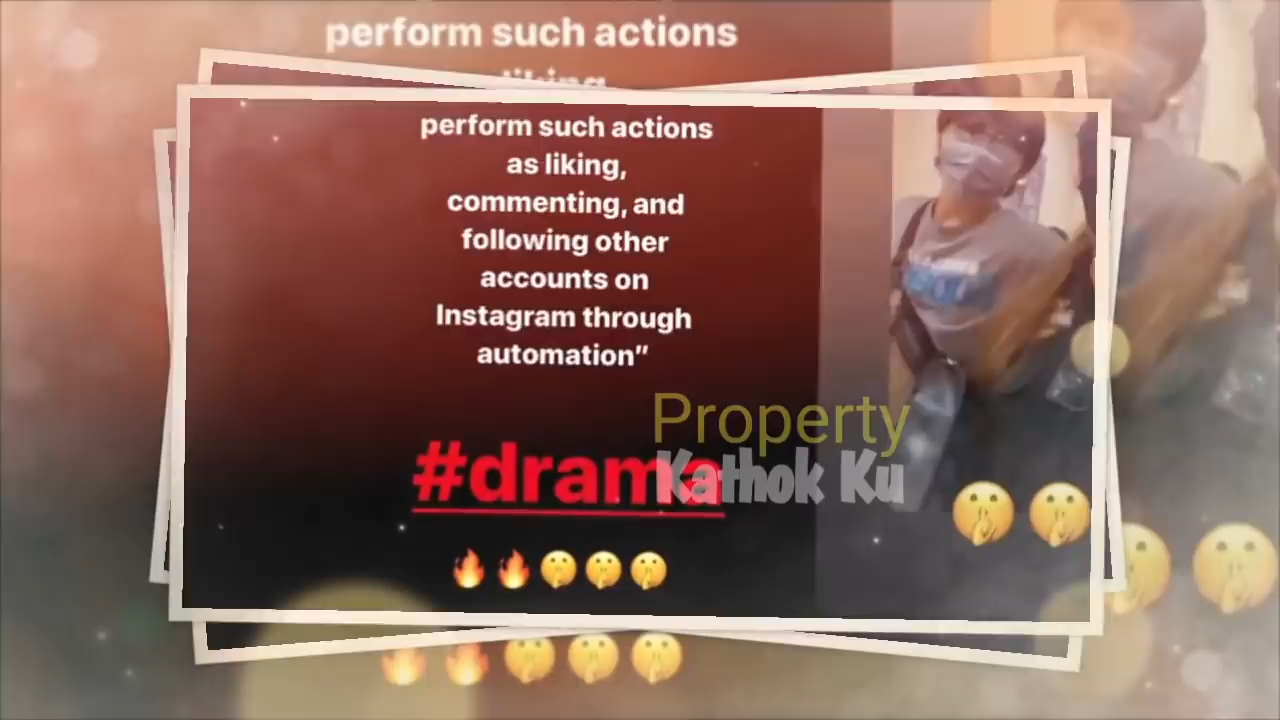 perform such actions
perform such actions
as liking,
commenting, and
following other
accounts on
Instagram through
automation”
#drama
Property
Kathok Ku